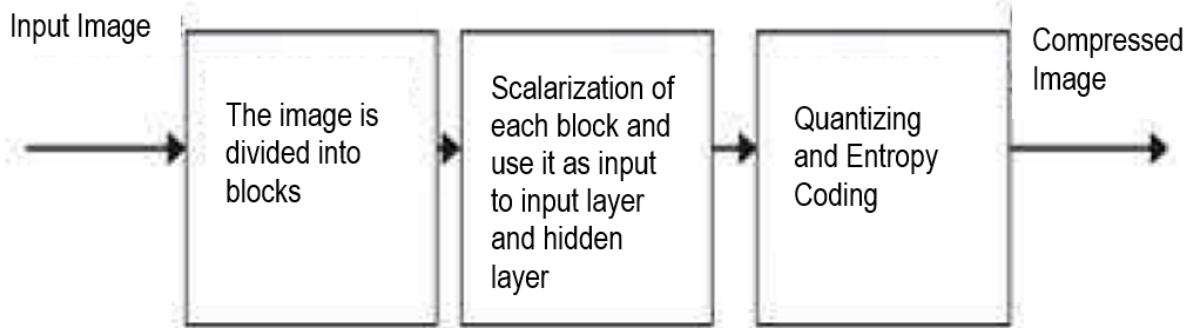 Input Image
The image is
divided into
blocks
Scalarization of
each block and
use it as input
to input layer
and hidden
layer
Quantizing
and Entropy
Coding
Compressed
Image